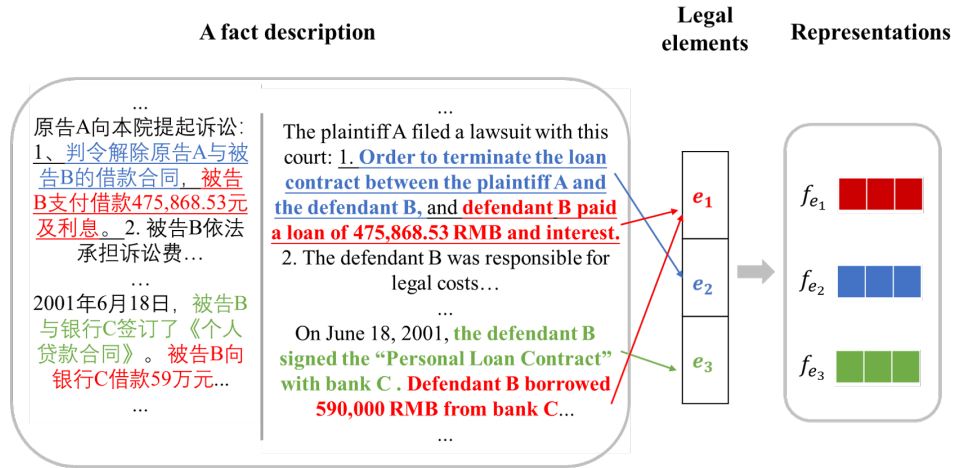 A fact description
Legal
elements
Representations
...
原告A向本院提起诉讼:
1、判令解除原告A与被
告B的借款合同，被告
B支付借款475,868.53元
及利息。2. 被告B依法
承担诉讼费…
...
2001年6月18日，被告B
与银行C签订了《个人
贷款合同》。被告B向
银行C借款59万元...
...
...
The plaintiff A filed a lawsuit with this
court: 1. Order to terminate the loan
contract between the plaintiff A and
the defendant B, and defendant B paid
a loan of 475,868.53 RMB and interest.
2. The defendant B was responsible for
legal costs…
...
On June 18, 2001, the defendant B
signed the “Personal Loan Contract”
with bank C . Defendant B borrowed
590,000 RMB from bank C...
...
e1
e2
e3
fe1
fe2
fe3